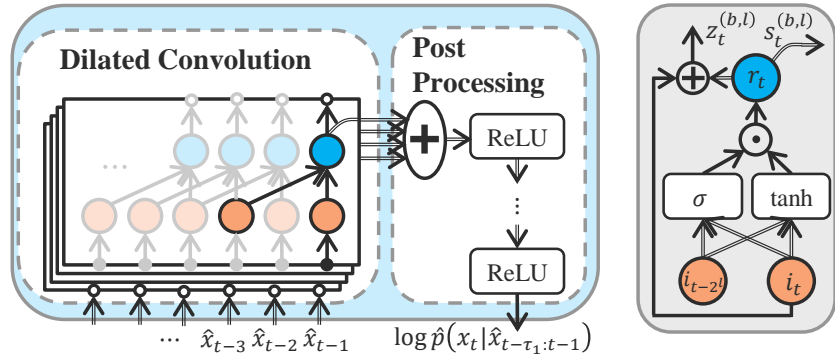 Dilated Convolution
...
Post
Processing
+
ReLU
⋮
ReLU
... x̂_{t-3} x̂_{t-2} x̂_{t-1}
log p̂(x_t|x̂_{t-τ_1:t-1})
z_t^{(b,l)} s_t^{(b,l)}
+ r_t
⊙
σ tanh
i_{t-2^l} i_t